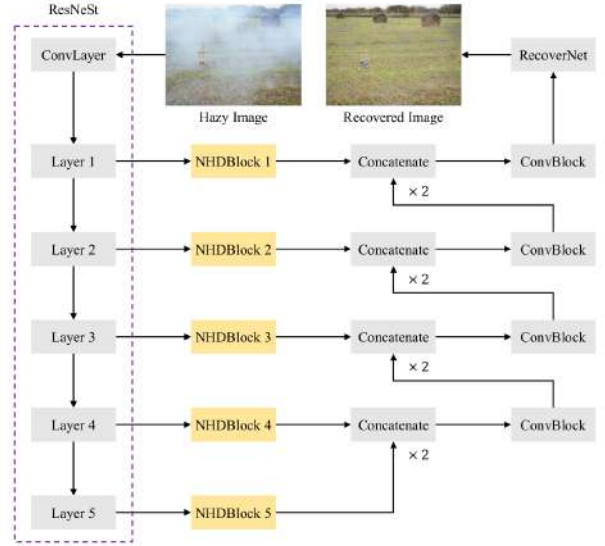 ResNeSt
ConvLayer
RecoverNet
Hazy Image
Recovered Image
Layer 1
NHDBlock 1
Concatenate
ConvBlock
× 2
Layer 2
NHDBlock 2
Concatenate
ConvBlock
× 2
Layer 3
NHDBlock 3
Concatenate
ConvBlock
× 2
Layer 4
NHDBlock 4
Concatenate
ConvBlock
× 2
Layer 5
NHDBlock 5